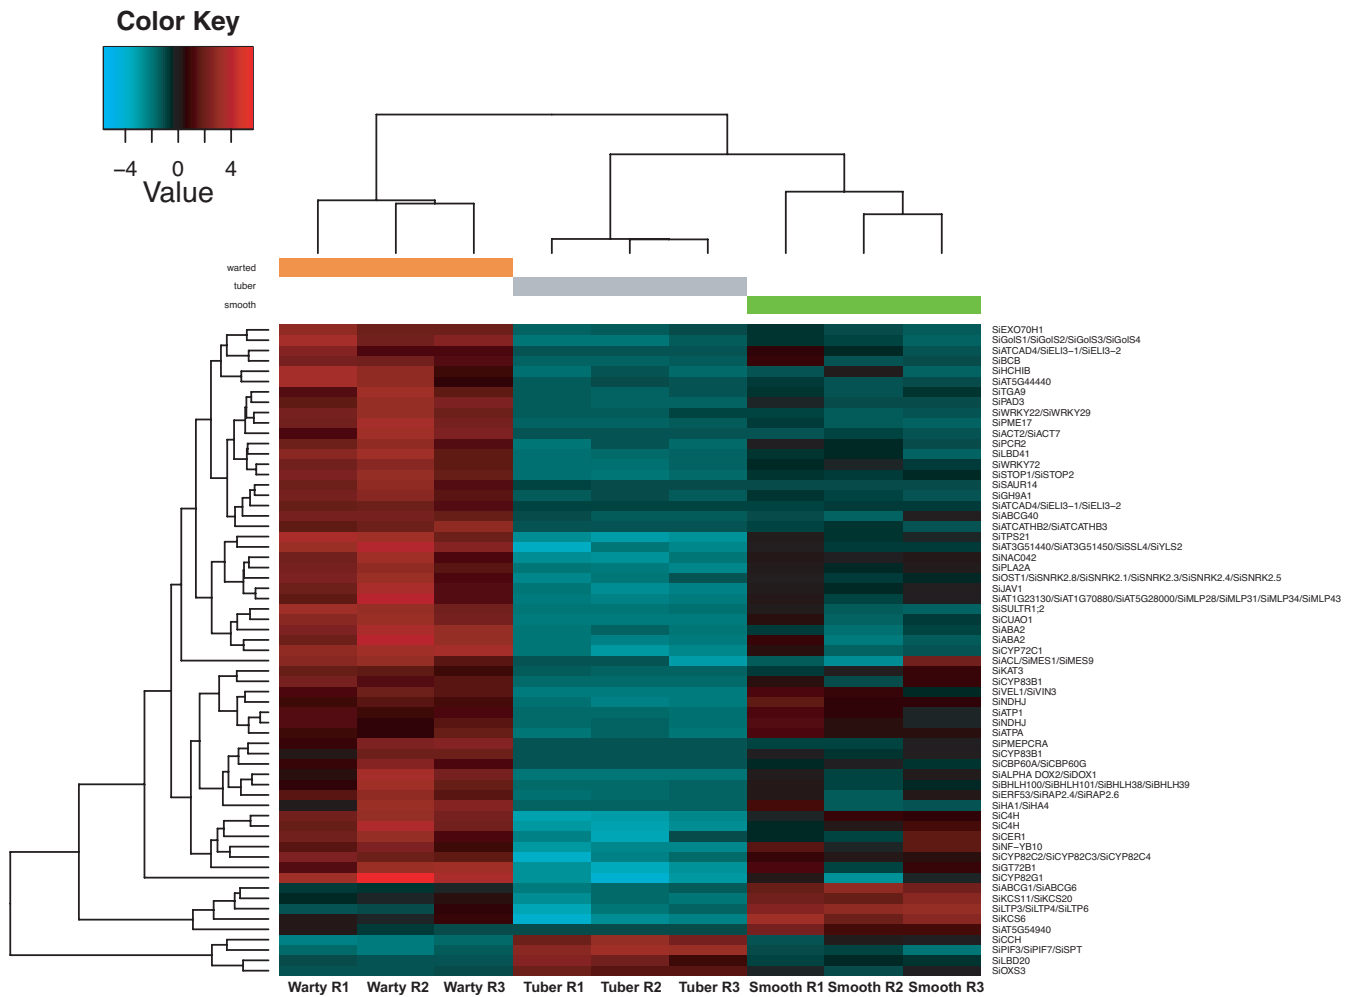 Color Key
−4 0 4
Value
warted
tuber
smooth
SiEXO70H1
SiGolS1/SiGolS2/SiGolS3/SiGolS4
SiATCAD4/SiELI3−1/SiELI3−2
SiBCB
SiHCHIB
SiAT5G44440
SiTGA9
SiPAD3
SiWRKY22/SiWRKY29
SiPME17
SiACT2/SiACT7
SiPCR2
SiLBD41
SiWRKY72
SiSTOP1/SiSTOP2
SiSAUR14
SiGH9A1
SiATCAD4/SiELI3−1/SiELI3−2
SiABCG40
SiATCATHB2/SiATCATHB3
SiTPS21
SiAT3G51440/SiAT3G51450/SiSSL4/SiYLS2
SiNAC042
SiPLA2A
SiOST1/SiSNRK2.8/SiSNRK2.1/SiSNRK2.3/SiSNRK2.4/SiSNRK2.5
SiJAV1
SiAT1G23130/SiAT1G70880/SiAT5G28000/SiMLP28/SiMLP31/SiMLP34/SiMLP43
SiSULTR1;2
SiCUAO1
SiABA2
SiABA2
SiCYP72C1
SiACL/SiMES1/SiMES9
SiKAT3
SiCYP83B1
SiVEL1/SiVIN3
SiNDHJ
SiATP1
SiNDHJ
SiATPA
SiPMEPCRA
SiCYP83B1
SiCBP60A/SiCBP60G
SiALPHA DOX2/SiDOX1
SiBHLH100/SiBHLH101/SiBHLH38/SiBHLH39
SiERF53/SiRAP2.4/SiRAP2.6
SiHA1/SiHA4
SiC4H
SiC4H
SiCER1
SiNF−YB10
SiCYP82C2/SiCYP82C3/SiCYP82C4
SiGT72B1
SiCYP82G1
SiABCG1/SiABCG6
SiKCS11/SiKCS20
SiLTP3/SiLTP4/SiLTP6
SiKCS6
SiAT5G54940
SiCCH
SiPIF3/SiPIF7/SiSPT
SiLBD20
SiOXS3
Warty R1 Warty R2 Warty R3 Tuber R1 Tuber R2 Tuber R3 Smooth R1 Smooth R2 Smooth R3